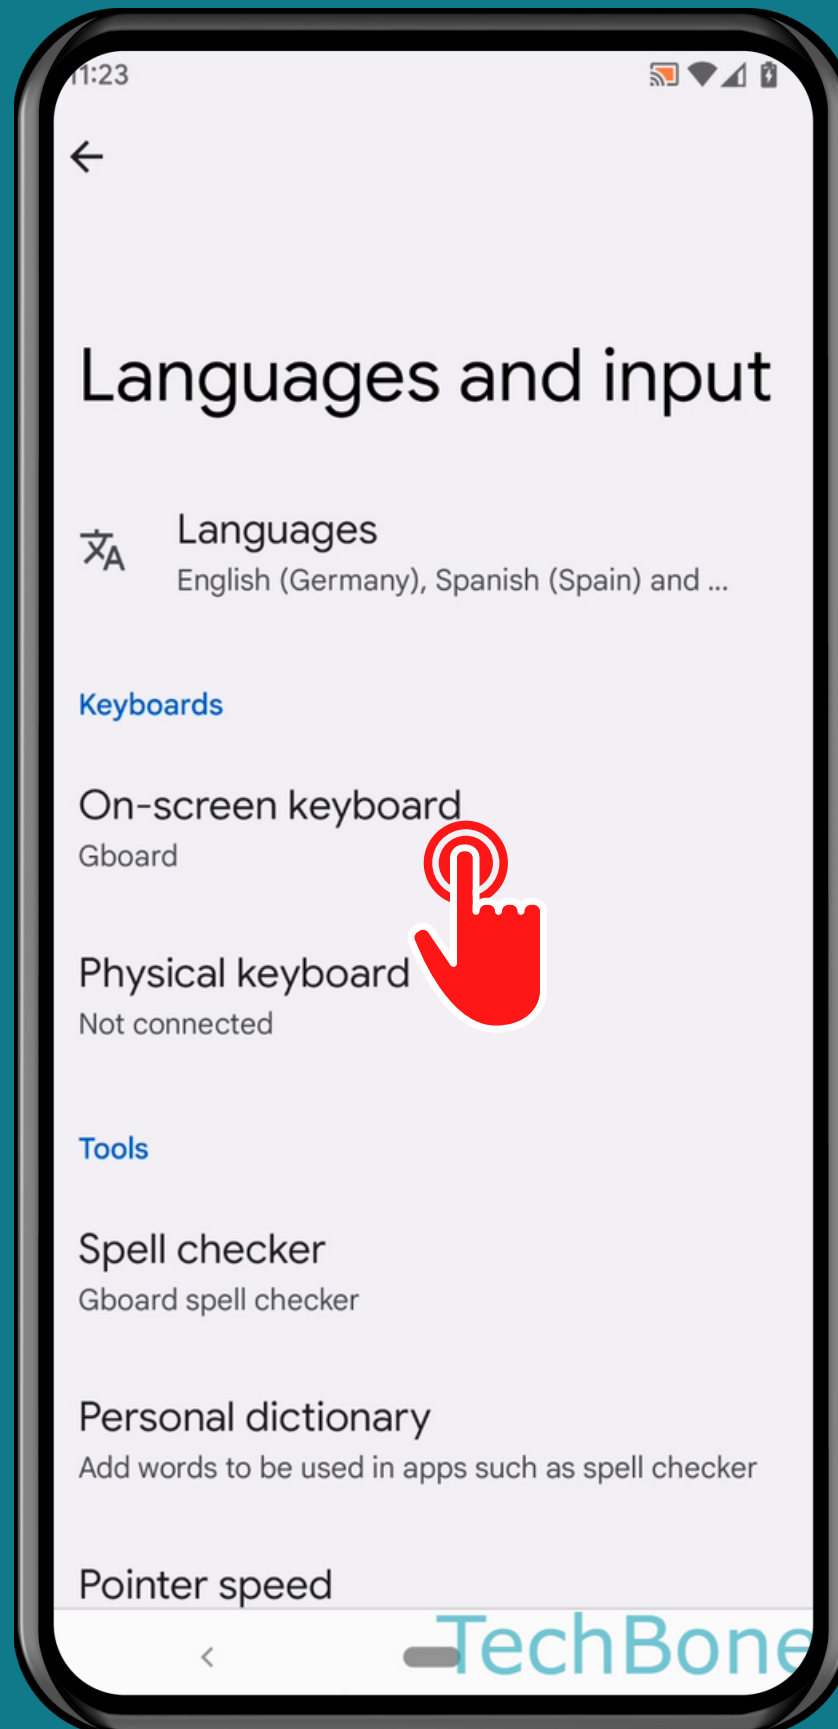 11:23
Languages and input
Languages
English (Germany), Spanish (Spain) and ...
Keyboards
On-screen keyboard
Gboard
Physical keyboard
Not connected
Tools
Spell checker
Gboard spell checker
Personal dictionary
Add words to be used in apps such as spell checker
Pointer speed
TechBone